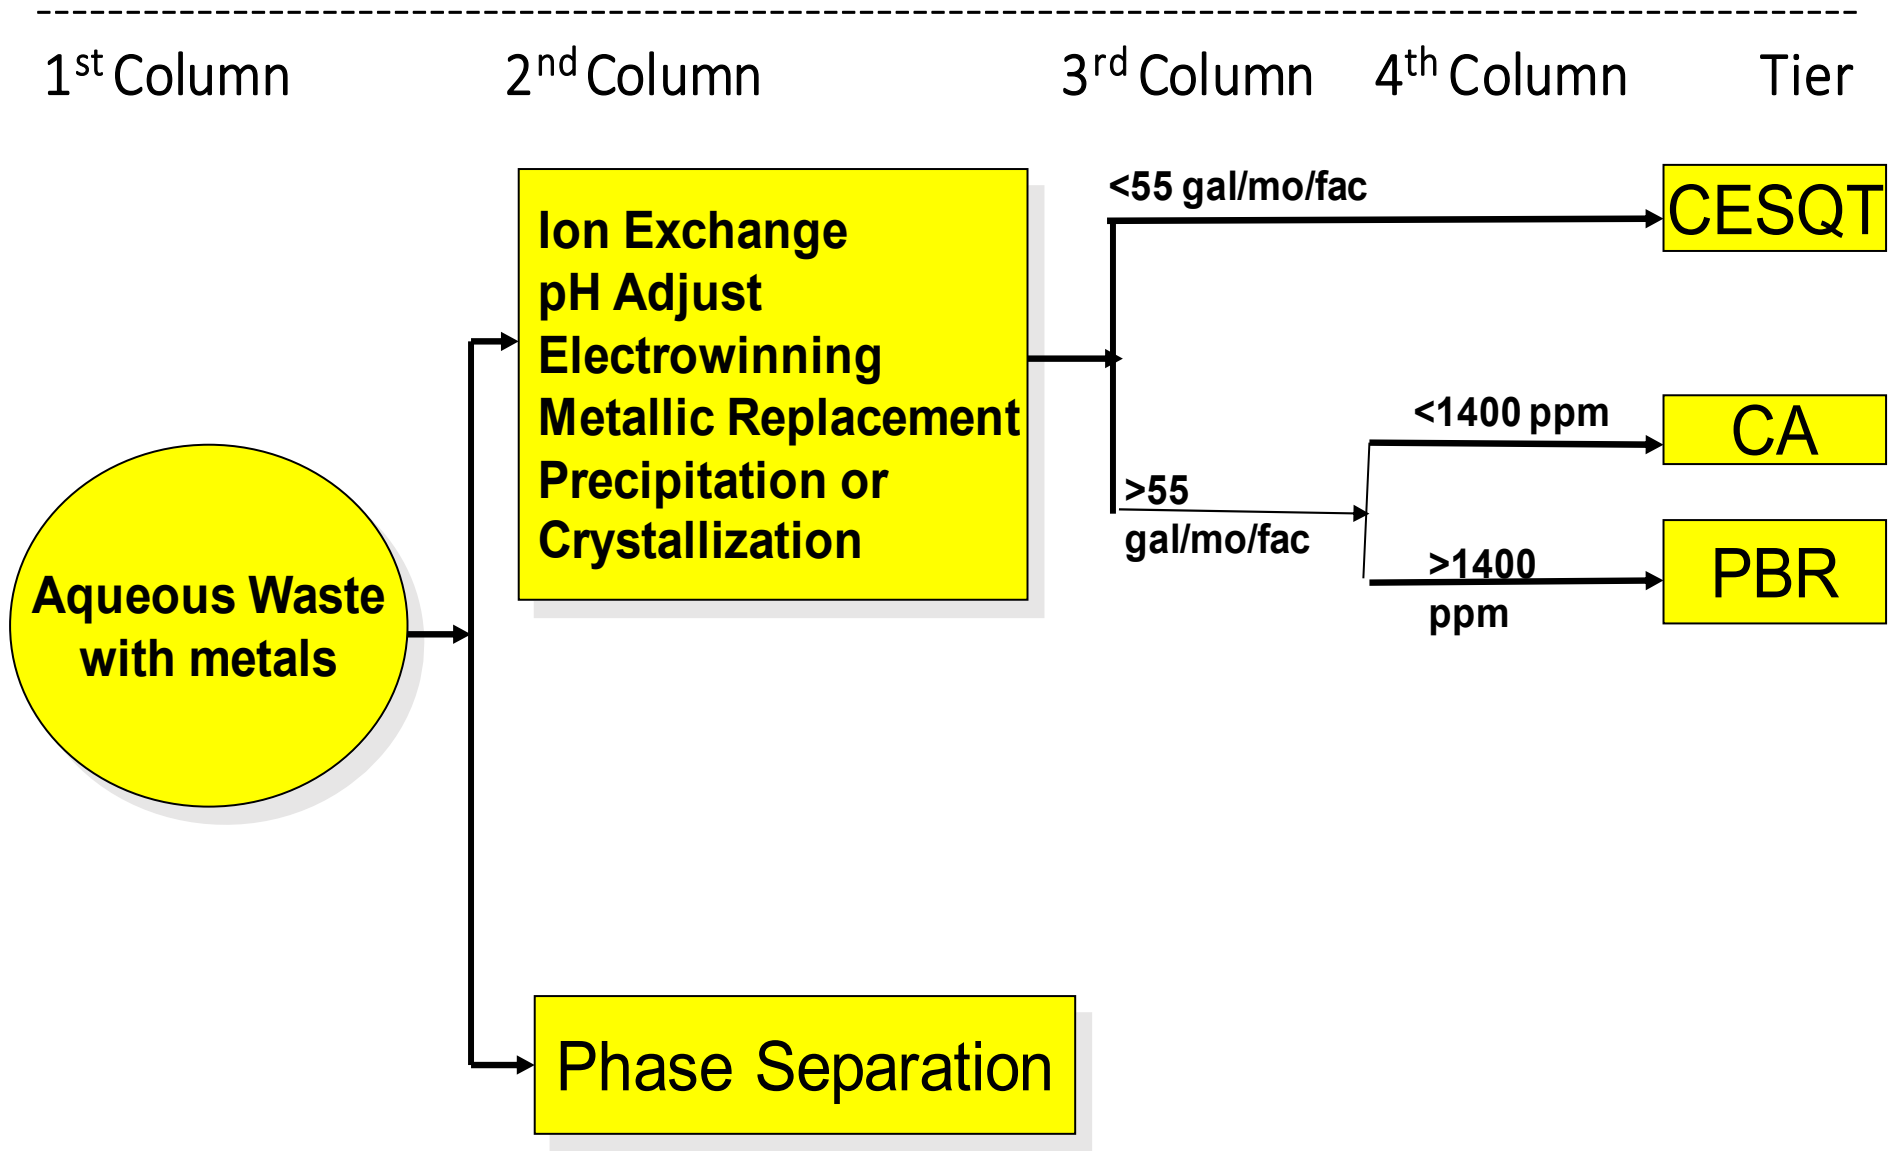 1st Column 2nd Column 3rd Column 4th Column Tier
Aqueous Waste
with metals
Ion Exchange
pH Adjust
Electrowinning
Metallic Replacement
Precipitation or
Crystallization
Phase Separation
<55 gal/mo/fac
CESQT
>55
gal/mo/fac
<1400 ppm
CA
>1400
ppm
PBR